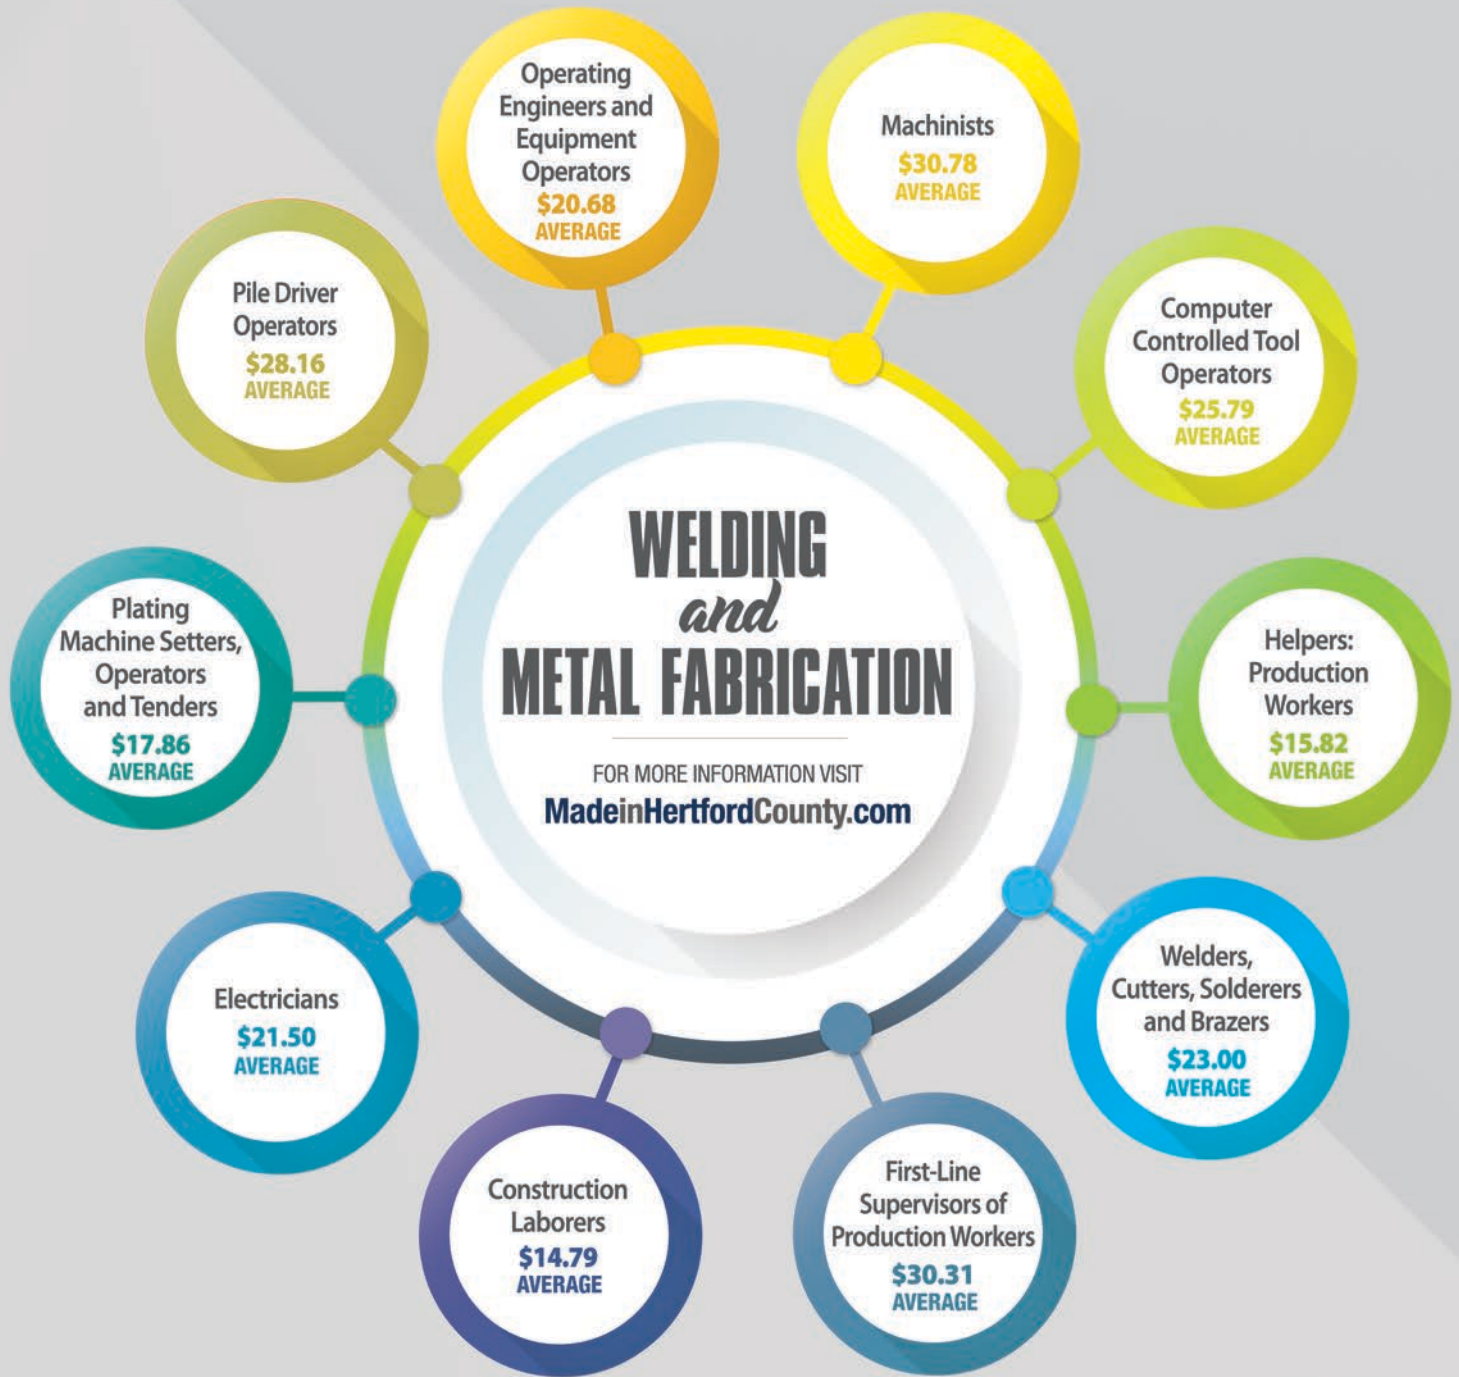 WELDING
and
METAL FABRICATION
FOR MORE INFORMATION VISIT
MadeinHertfordCounty.com
Operating
Engineers and
Equipment
Operators
$20.68
AVERAGE
Machinists
$30.78
AVERAGE
Computer
Controlled Tool
Operators
$25.79
AVERAGE
Helpers:
Production
Workers
$15.82
AVERAGE
Welders,
Cutters, Solderers
and Brazers
$23.00
AVERAGE
First-Line
Supervisors of
Production Workers
$30.31
AVERAGE
Construction
Laborers
$14.79
AVERAGE
Electricians
$21.50
AVERAGE
Plating
Machine Setters,
Operators
and Tenders
$17.86
AVERAGE
Pile Driver
Operators
$28.16
AVERAGE